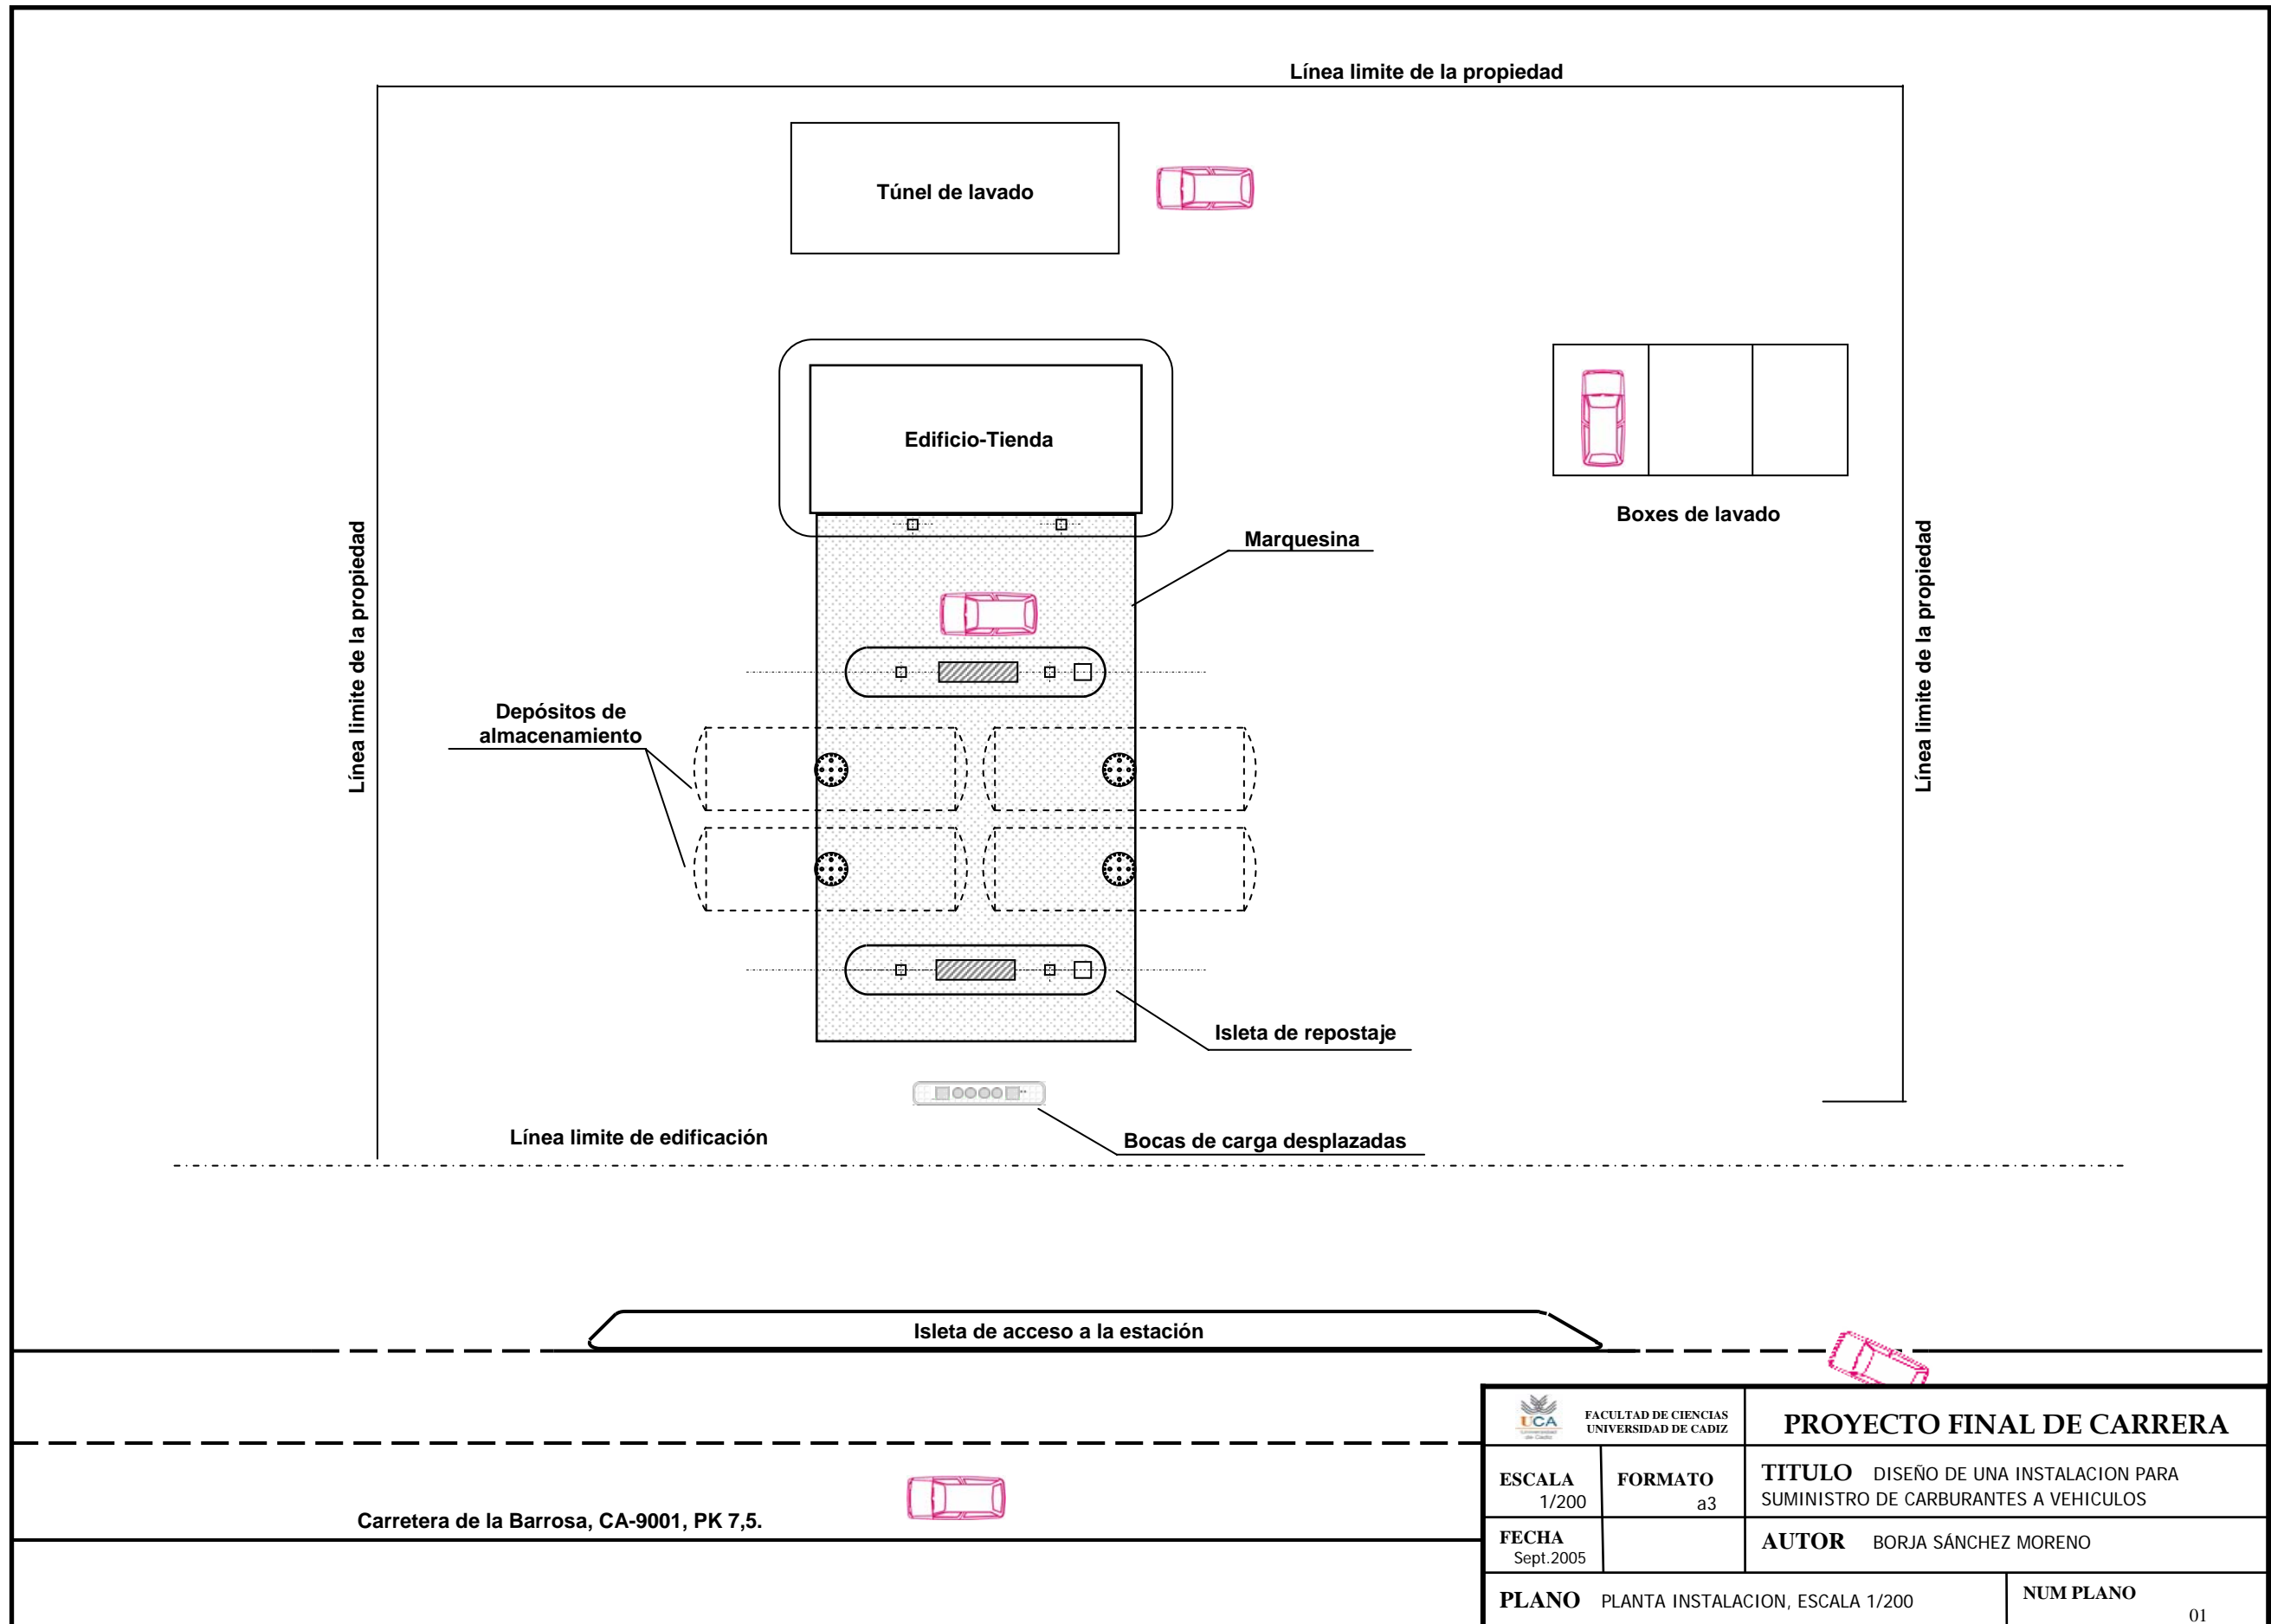 Línea limite de la propiedad
Túnel de lavado
Edificio-Tienda
Boxes de lavado
Marquesina
Línea limite de la propiedad
Línea limite de la propiedad
Depósitos de
almacenamiento
Isleta de repostaje
Línea limite de edificación
Bocas de carga desplazadas
Isleta de acceso a la estación
Carretera de la Barrosa, CA-9001, PK 7,5.
UCA
Universidad
de Cadiz
FACULTAD DE CIENCIAS
UNIVERSIDAD DE CADIZ
PROYECTO FINAL DE CARRERA
ESCALA
1/200
FORMATO
a3
TITULO DISEÑO DE UNA INSTALACION PARA
SUMINISTRO DE CARBURANTES A VEHICULOS
FECHA
Sept.2005
AUTOR BORJA SÁNCHEZ MORENO
PLANO PLANTA INSTALACION, ESCALA 1/200
NUM PLANO
01